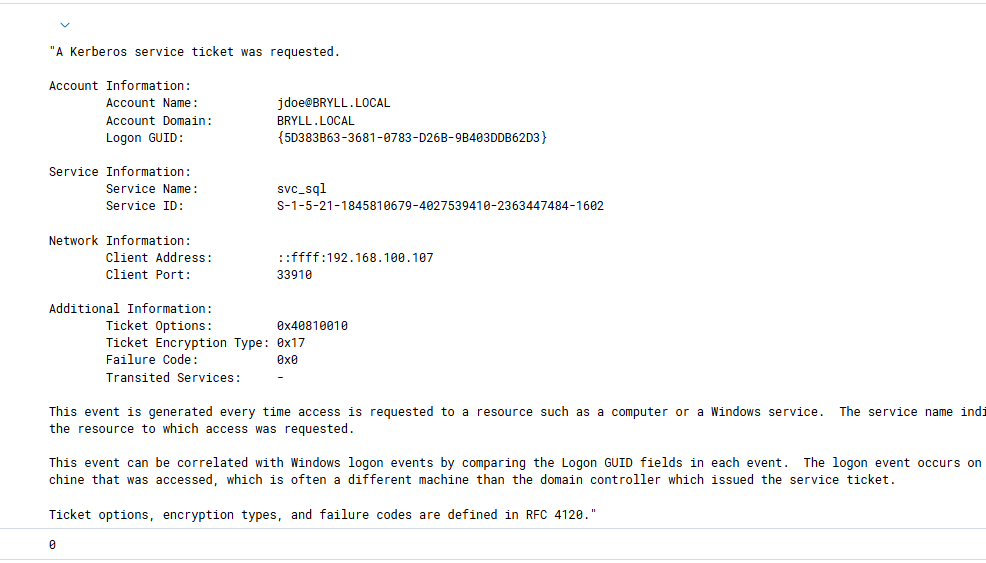 "A Kerberos service ticket was requested.
Account Information:
Account Name: jdoe@BRYLL.LOCAL
Account Domain: BRYLL.LOCAL
Logon GUID: {5D383B63-3681-0783-D26B-9B403DDB62D3}
Service Information:
Service Name: svc_sql
Service ID: S-1-5-21-1845810679-4027539410-2363447484-1602
Network Information:
Client Address: ::ffff:192.168.100.107
Client Port: 33910
Additional Information:
Ticket Options: 0x40810010
Ticket Encryption Type: 0x17
Failure Code: 0x0
Transited Services: -
This event is generated every time access is requested to a resource such as a computer or a Windows service.  The service name indi
the resource to which access was requested.
This event can be correlated with Windows logon events by comparing the Logon GUID fields in each event.  The logon event occurs on
chine that was accessed, which is often a different machine than the domain controller which issued the service ticket.
Ticket options, encryption types, and failure codes are defined in RFC 4120."
0